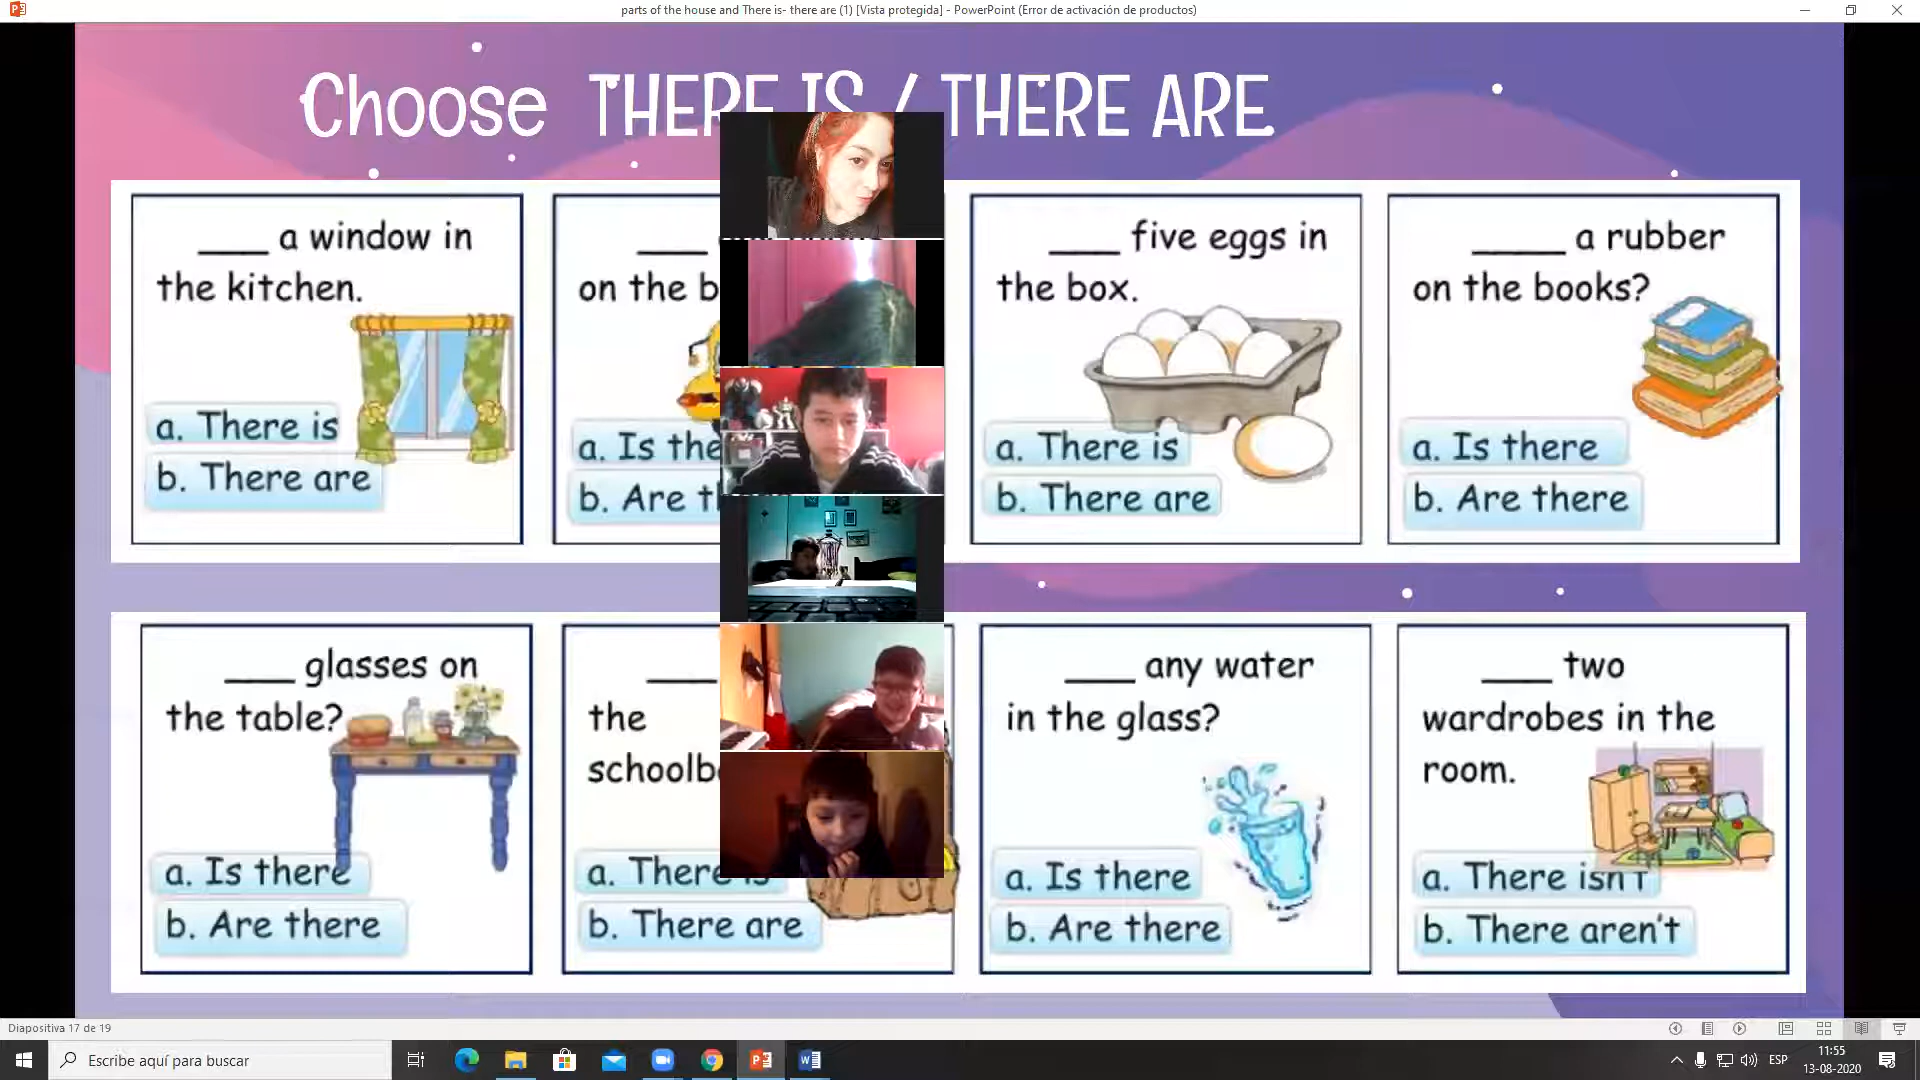 parts of the house and There is- there are (1) [Vista protegida] - PowerPoint (Error de activación de productos)
Choose THERE IS / THERE ARE
___ a window in
the kitchen.
a. There is
b. There are
___
on the b
a. Is the
b. Are th
___ five eggs in
the box.
a. There is
b. There are
____ a rubber
on the books?
a. Is there
b. Are there
___ glasses on
the table?
a. Is there
b. Are there
___
the
schoolb
a. There is
b. There are
___ any water
in the glass?
a. Is there
b. Are there
___ two
wardrobes in the
room.
a. There isn't
b. There aren't
Diapositiva 17 de 19
Escribe aquí para buscar
ESP
11:55
13-08-2020